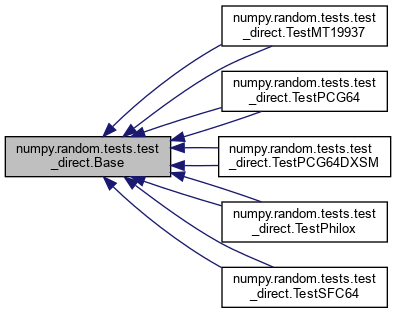 numpy.random.tests.test
_direct.TestMT19937
numpy.random.tests.test
_direct.TestPCG64
numpy.random.tests.test
_direct.Base
numpy.random.tests.test
_direct.TestPCG64DXSM
numpy.random.tests.test
_direct.TestPhilox
numpy.random.tests.test
_direct.TestSFC64